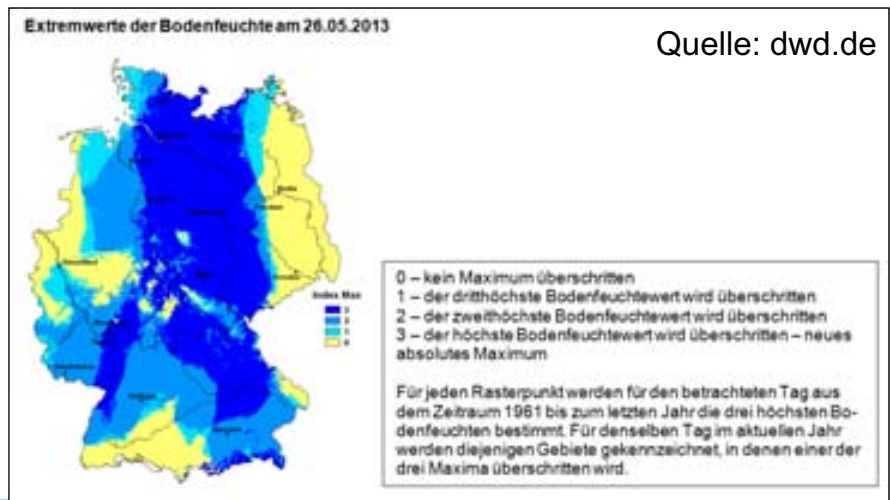 Extremwerte der Bodenfeuchte am 26.05.2013
Quelle: dwd.de
Index Max
3
2
1
0
0 – kein Maximum überschritten
1 – der dritthöchste Bodenfeuchtewert wird überschritten
2 – der zweithöchste Bodenfeuchtewert wird überschritten
3 – der höchste Bodenfeuchtewert wird überschritten – neues
absolutes Maximum
Für jeden Rasterpunkt werden für den betrachteten Tag aus
dem Zeitraum 1961 bis zum letzten Jahr die drei höchsten Bo-
denfeuchten bestimmt. Für denselben Tag im aktuellen Jahr
werden diejenigen Gebiete gekennzeichnet, in denen einer der
drei Maxima überschritten wird.